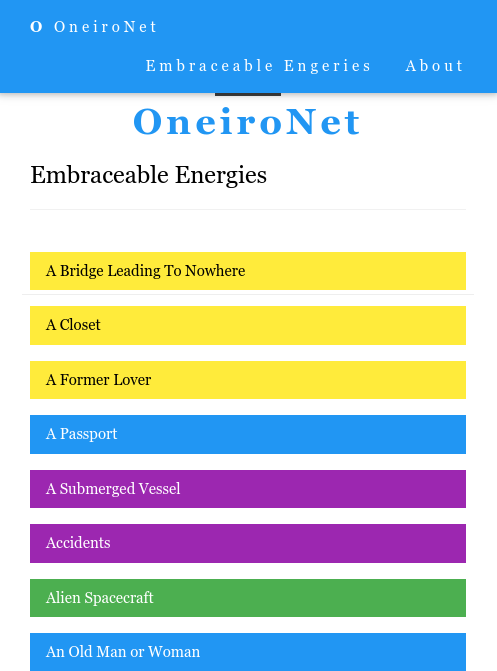 O OneiroNet
Embraceable Engeries About
OneiroNet
Embraceable Energies
A Bridge Leading To Nowhere
A Closet
A Former Lover
A Passport
A Submerged Vessel
Accidents
Alien Spacecraft
An Old Man or Woman